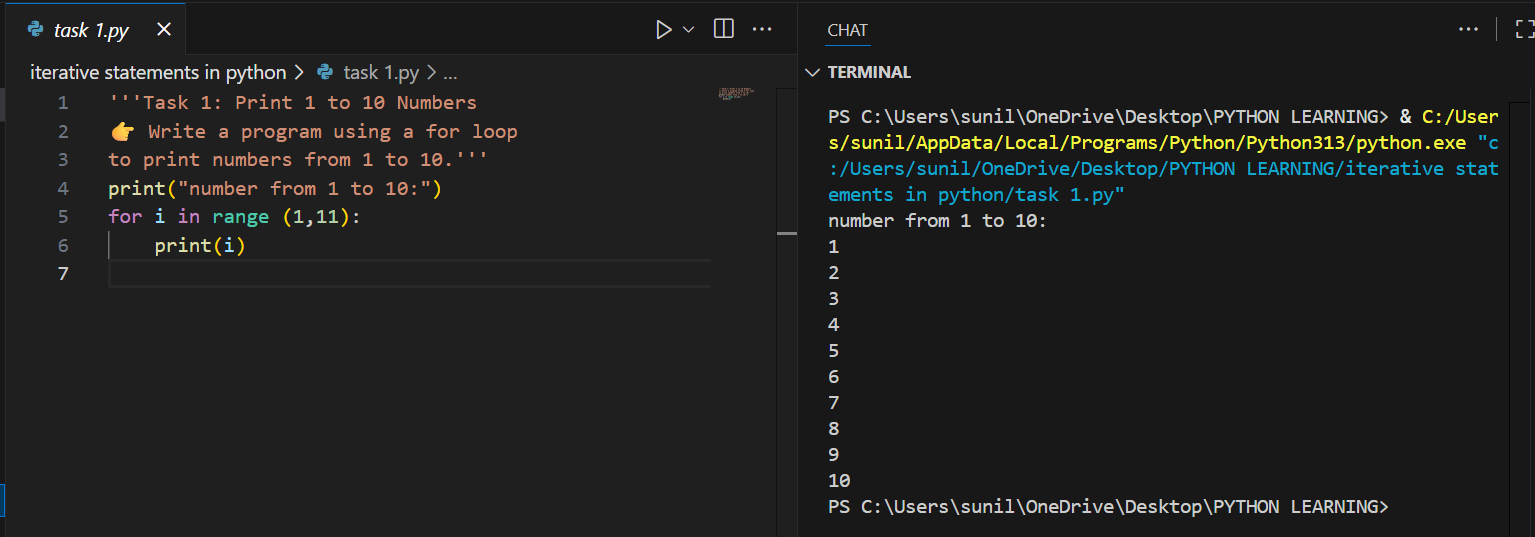 task 1.py
iterative statements in python > task 1.py > ...
1 '''Task 1: Print 1 to 10 Numbers
2 👉 Write a program using a for loop
3 to print numbers from 1 to 10.'''
4 print("number from 1 to 10:")
5 for i in range (1,11):
6     print(i)
7
CHAT
TERMINAL
PS C:\Users\sunil\OneDrive\Desktop\PYTHON LEARNING> & C:/User
s/sunil/AppData/Local/Programs/Python/Python313/python.exe "c
:/Users/sunil/OneDrive/Desktop/PYTHON LEARNING/iterative stat
ements in python/task 1.py"
number from 1 to 10:
1
2
3
4
5
6
7
8
9
10
PS C:\Users\sunil\OneDrive\Desktop\PYTHON LEARNING>